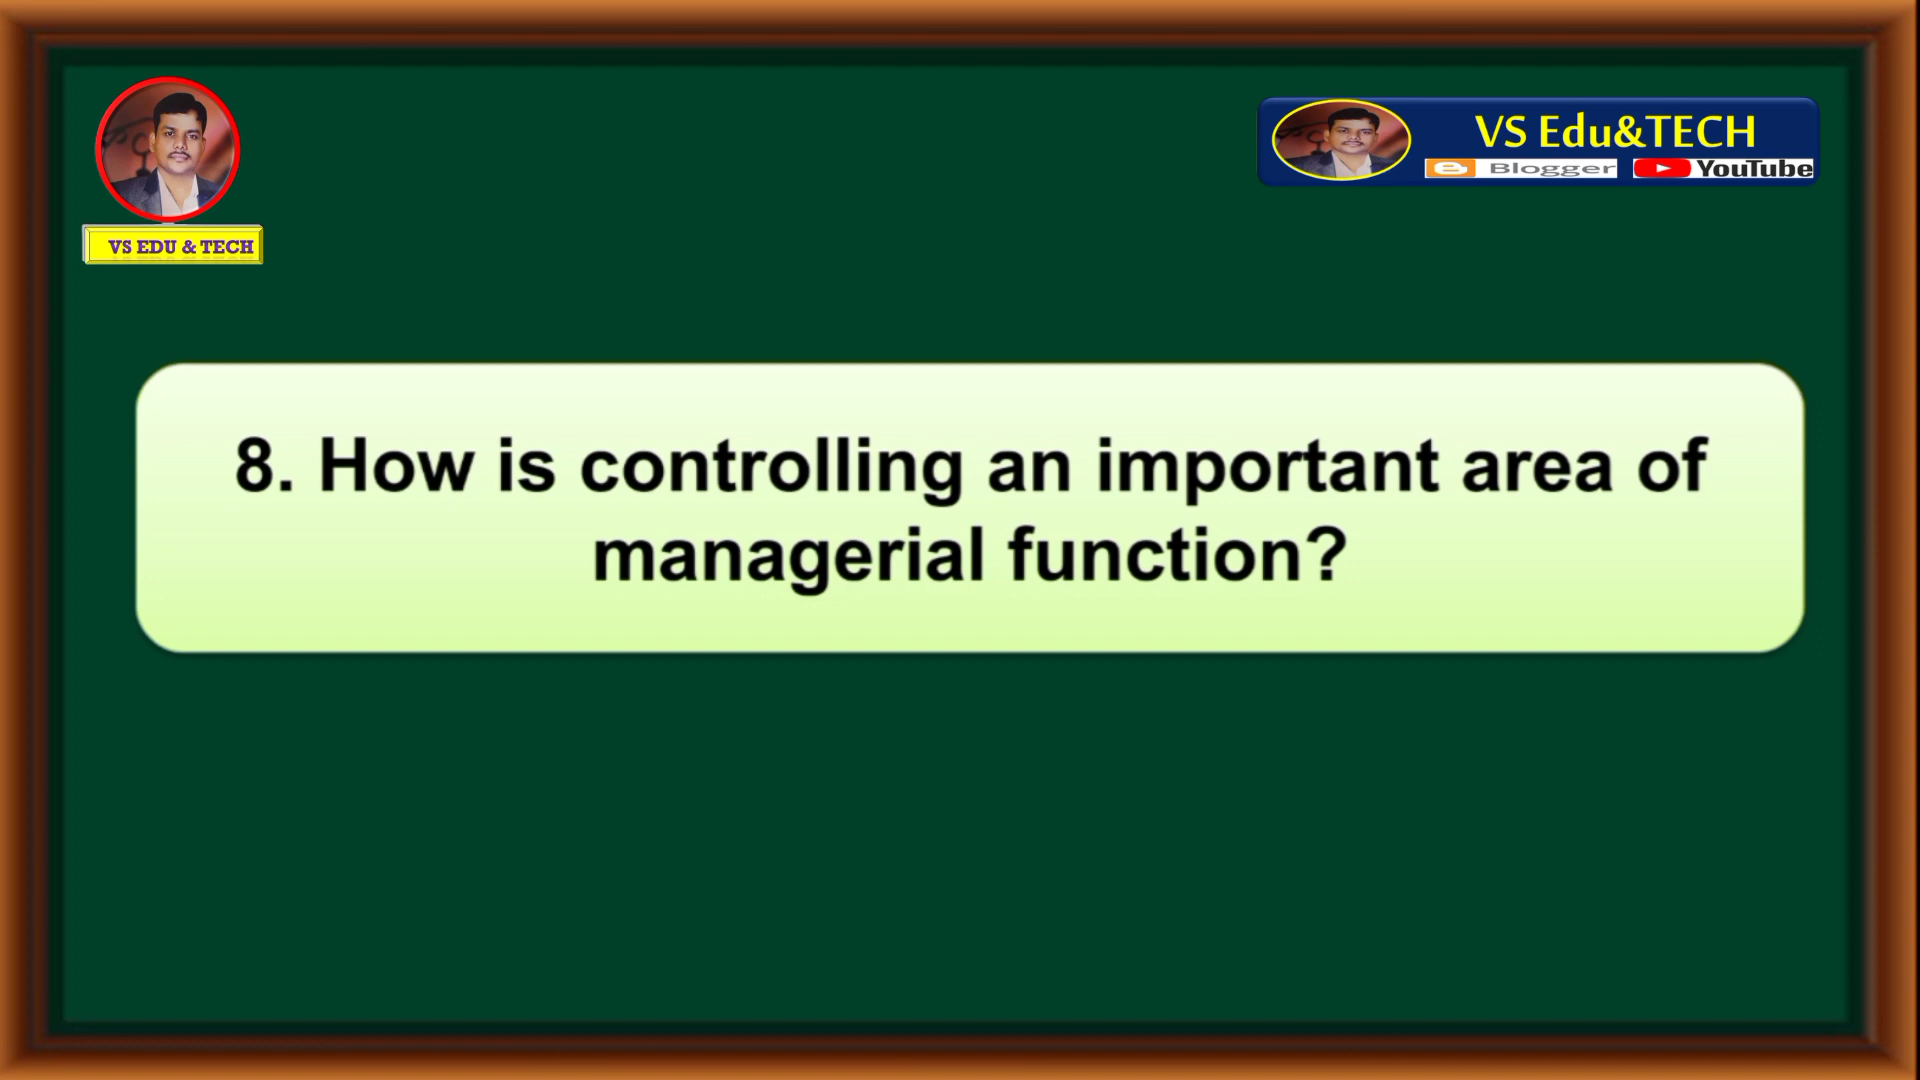 VS Edu&TECH
Blogger YouTube
VS EDU & TECH
8. How is controlling an important area of
managerial function?